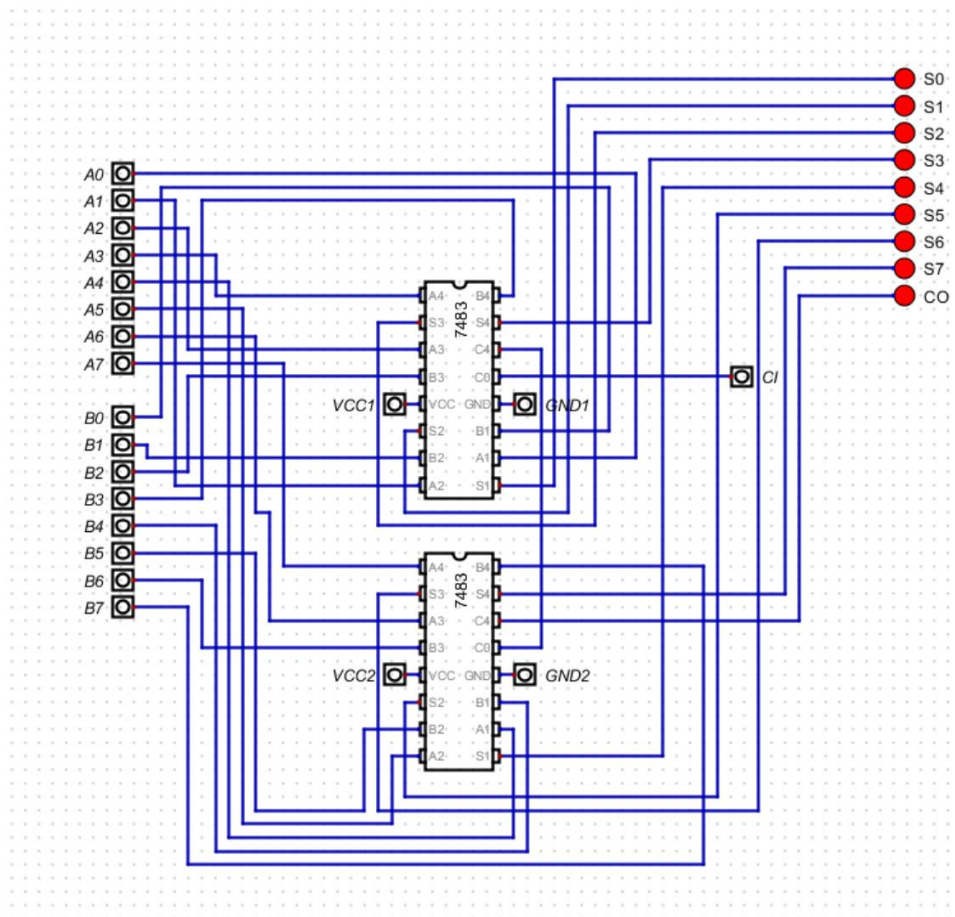 S0
S1
S2
S3
S4
S5
S6
S7
CO
A0
A1
A2
A3
A4
A5
A6
A7
B0
B1
B2
B3
B4
B5
B6
B7
7483
A4 B4
S3 S4
A3 C4
B3 C0
CI
VCC1 VCC GND GND1
S2 B1
B2 A1
A2 S1
7483
A4 B4
S3 S4
A3 C4
B3 C0
VCC2 VCC GND GND2
S2 B1
B2 A1
A2 S1